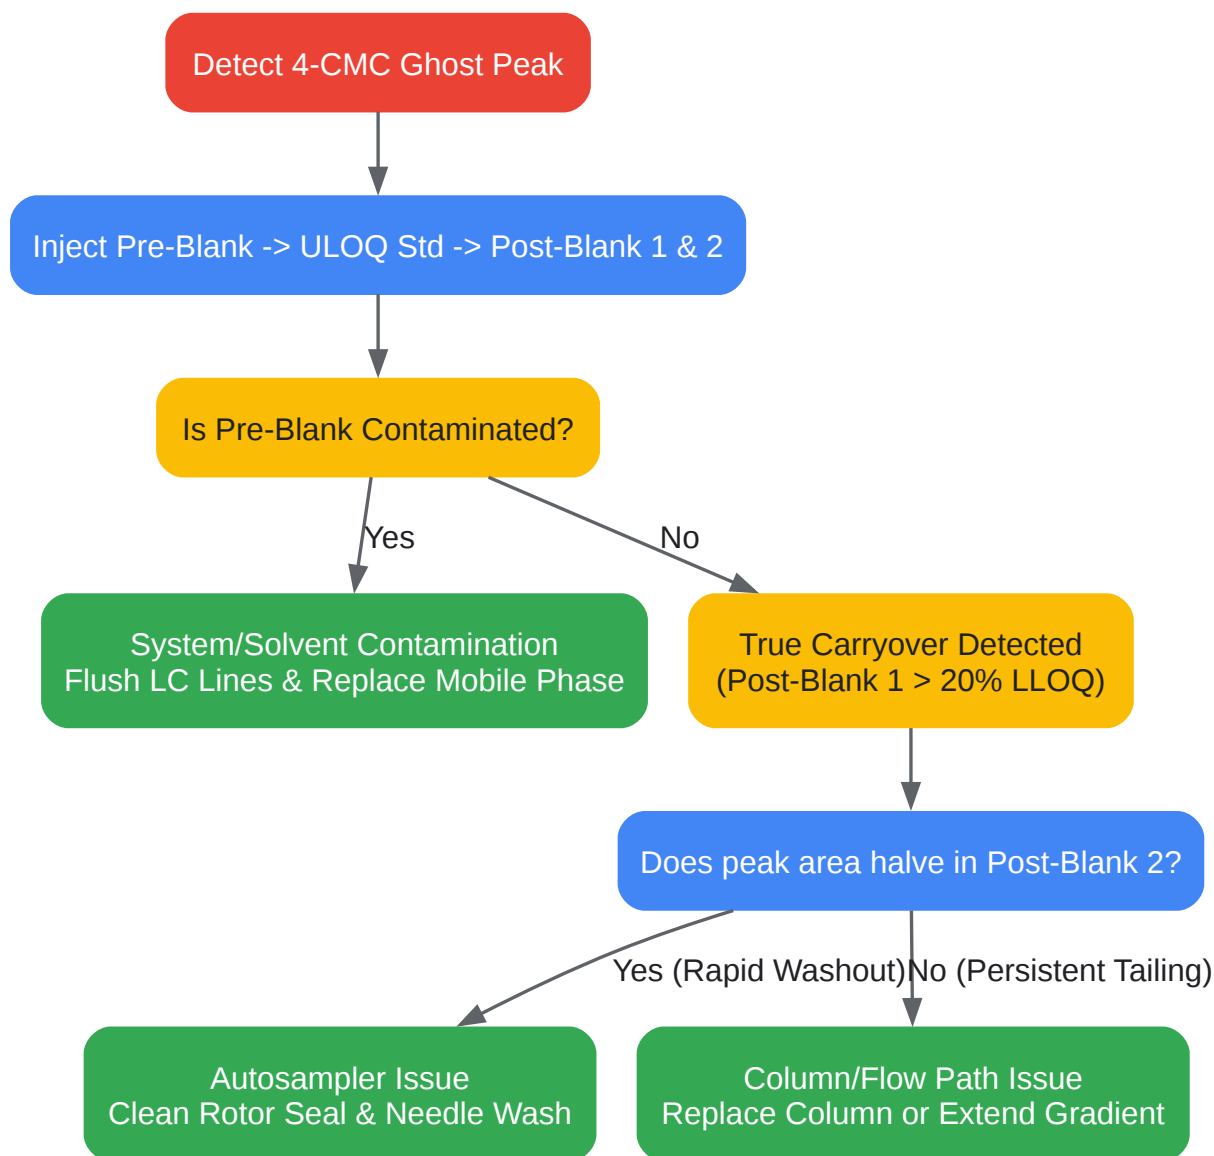 Detect 4-CMC Ghost Peak
Inject Pre-Blank -> ULOQ Std -> Post-Blank 1 & 2
Is Pre-Blank Contaminated?
Yes
No
System/Solvent Contamination
Flush LC Lines & Replace Mobile Phase
True Carryover Detected
(Post-Blank 1 > 20% LLOQ)
Does peak area halve in Post-Blank 2?
Yes (Rapid Washout)
No (Persistent Tailing)
Autosampler Issue
Clean Rotor Seal & Needle Wash
Column/Flow Path Issue
Replace Column or Extend Gradient